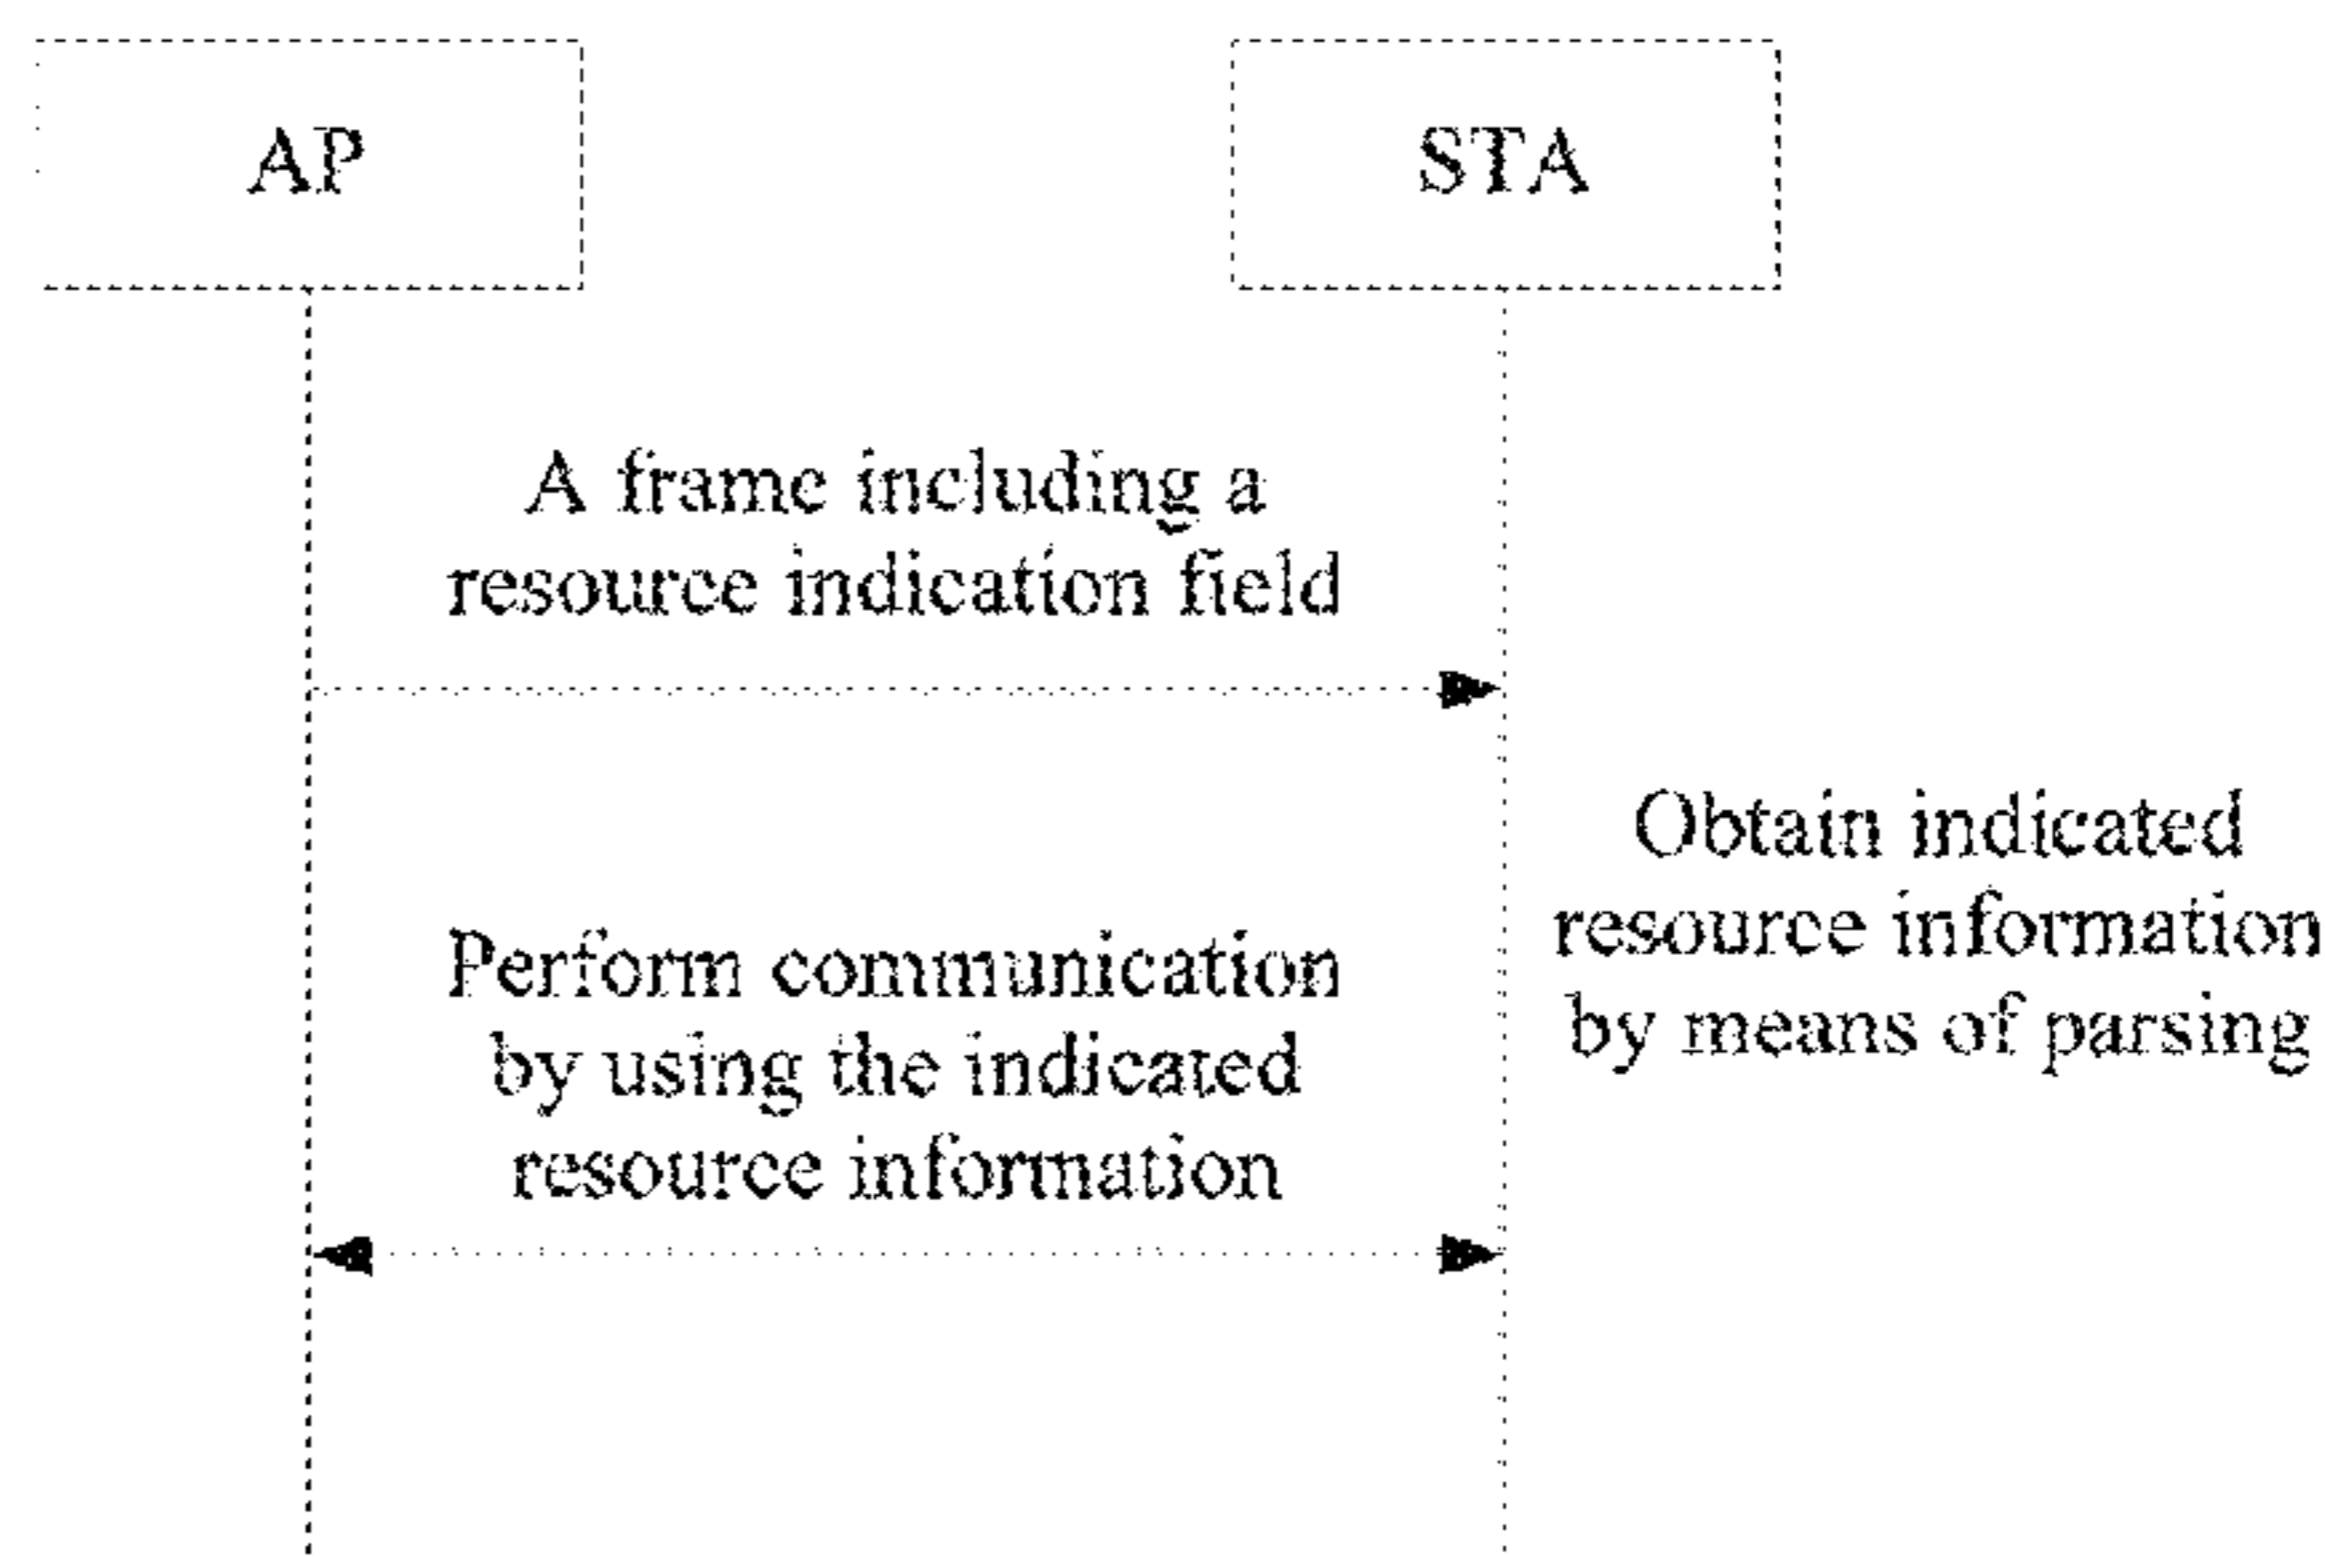 AP
STA
A frame including a
resource indication field
Obtain indicated
resource information
by means of parsing
Perform communication
by using the indicated
resource information